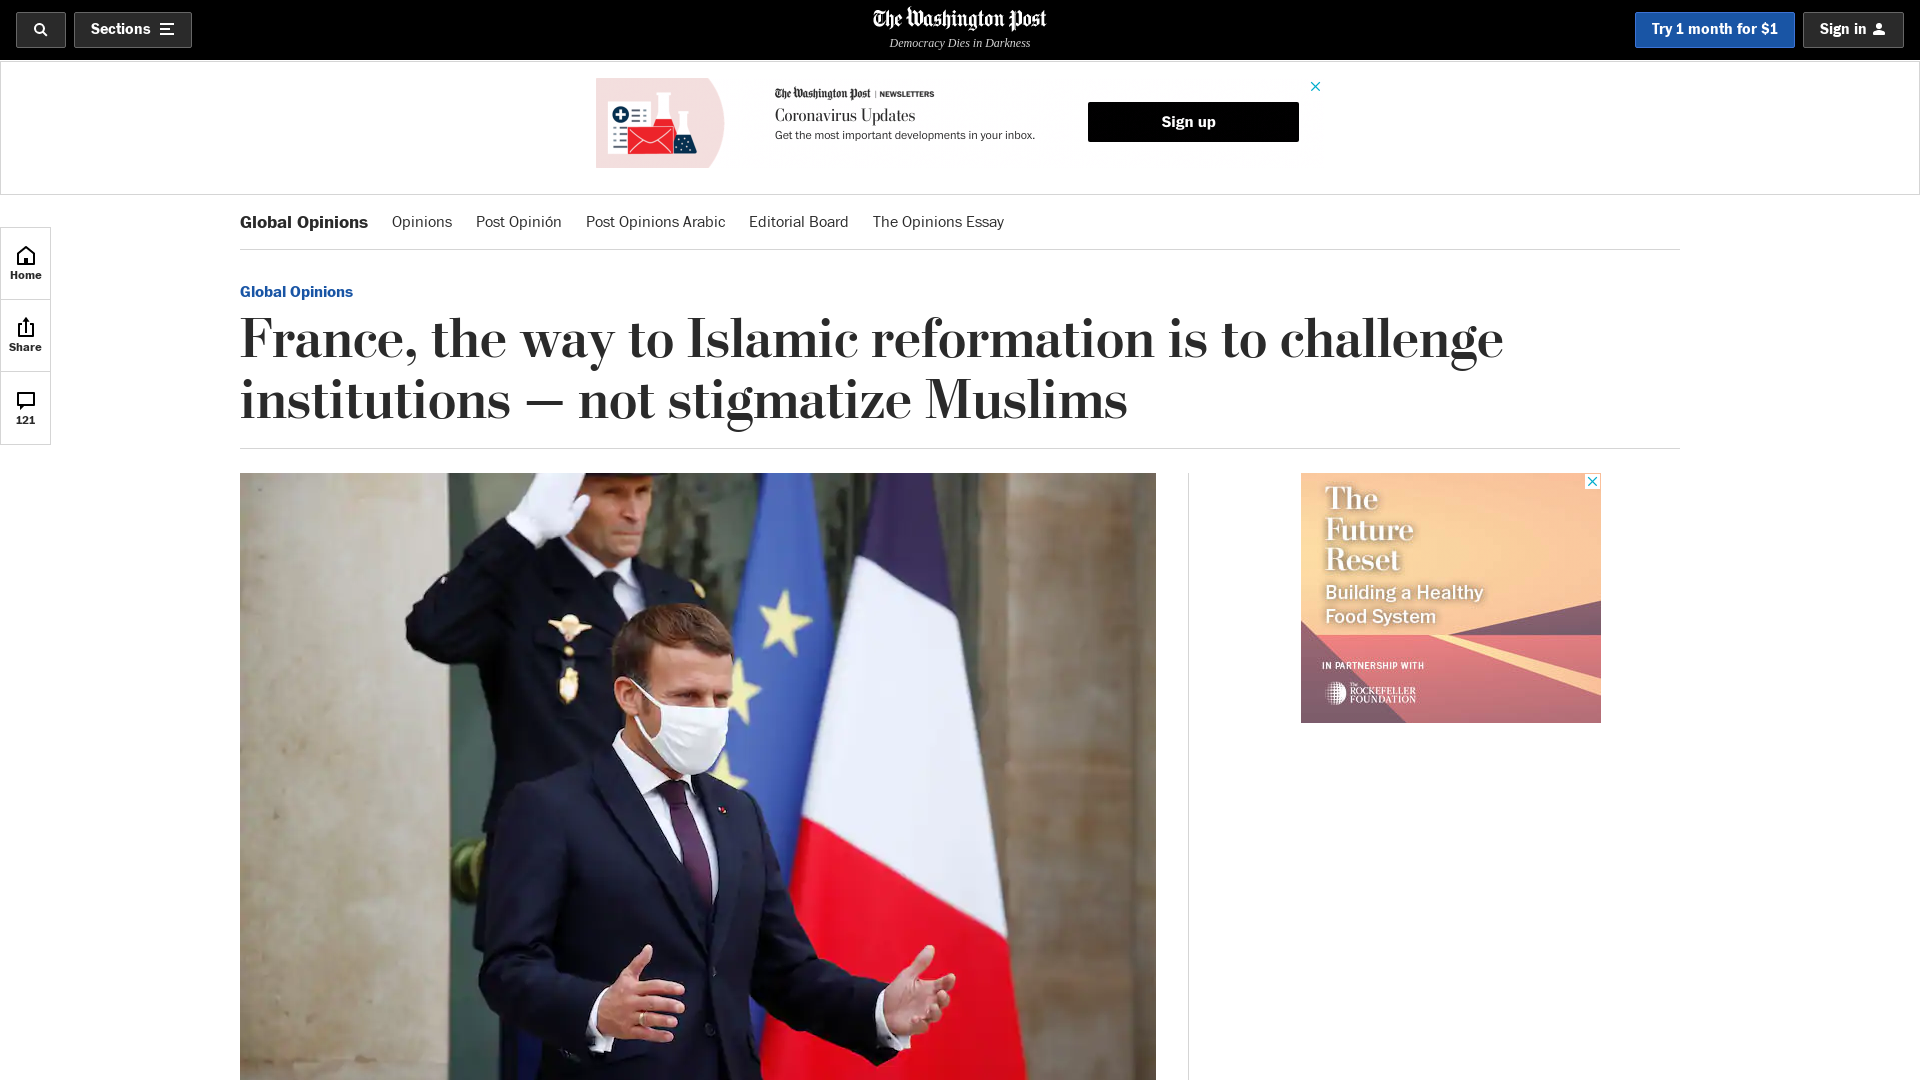 Sections
The Washington Post
Democracy Dies in Darkness
Try 1 month for $1
Sign in
The Washington Post | NEWSLETTERS
Coronavirus Updates
Get the most important developments in your inbox.
Sign up
Global Opinions
Opinions
Post Opinión
Post Opinions Arabic
Editorial Board
The Opinions Essay
Home
Share
121
Global Opinions
France, the way to Islamic reformation is to challenge
institutions — not stigmatize Muslims
The
Future
Reset
Building a Healthy
Food System
IN PARTNERSHIP WITH
The
ROCKEFELLER
FOUNDATION